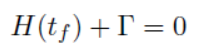 H(t_f) + Γ = 0